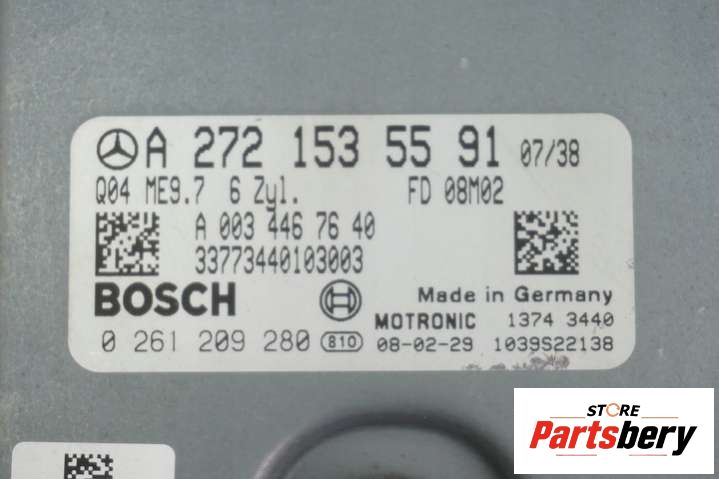 A 272 153 55 91 07/38
Q04 ME9.7 6 Zyl. FD 08M02
A 003 446 76 40
33773440103003
BOSCH Made in Germany
MOTRONIC 1374 3440
0 261 209 280 810 08-02-29 1039S22138
STORE
Partsbery